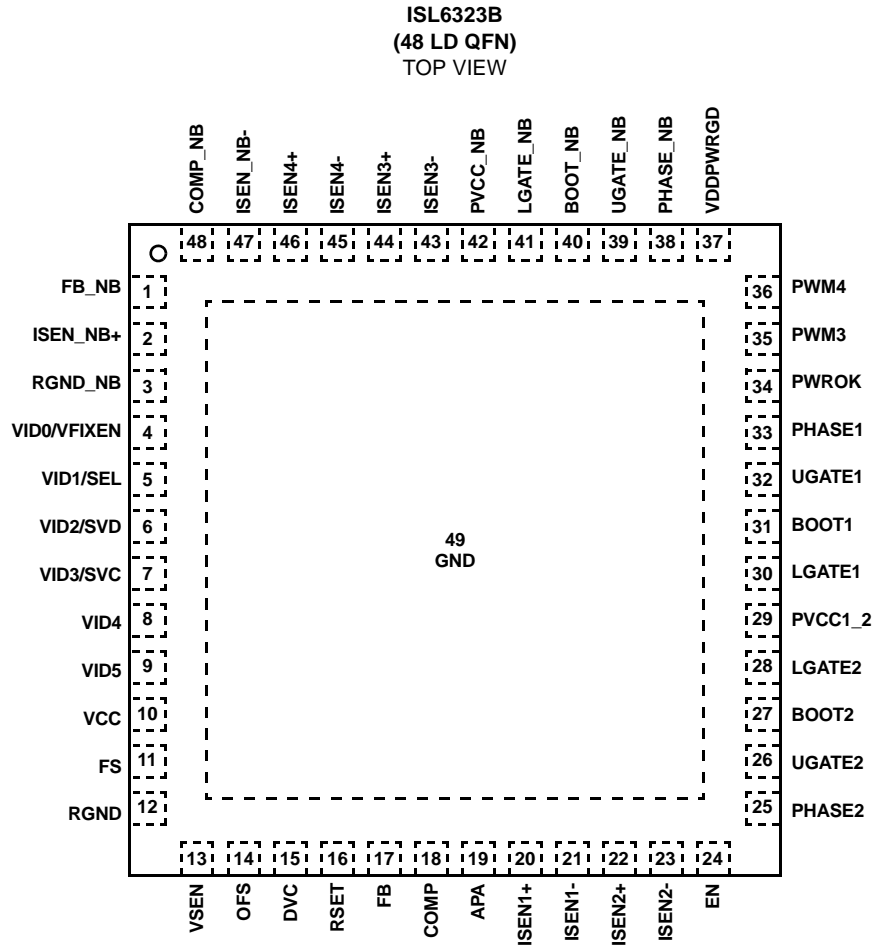 ISL6323B
(48 LD QFN)
TOP VIEW
COMP_NB
ISEN_NB-
ISEN4+
ISEN4-
ISEN3+
ISEN3-
PVCC_NB
LGATE_NB
BOOT_NB
UGATE_NB
PHASE_NB
VDDPWRGD
48 47 46 45 44 43 42 41 40 39 38 37
FB_NB 1
ISEN_NB+ 2
RGND_NB 3
VID0/VFIXEN 4
VID1/SEL 5
VID2/SVD 6
VID3/SVC 7
VID4 8
VID5 9
VCC 10
FS 11
RGND 12
49
GND
36 PWM4
35 PWM3
34 PWROK
33 PHASE1
32 UGATE1
31 BOOT1
30 LGATE1
29 PVCC1_2
28 LGATE2
27 BOOT2
26 UGATE2
25 PHASE2
13 14 15 16 17 18 19 20 21 22 23 24
VSEN
OFS
DVC
RSET
FB
COMP
APA
ISEN1+
ISEN1-
ISEN2+
ISEN2-
EN